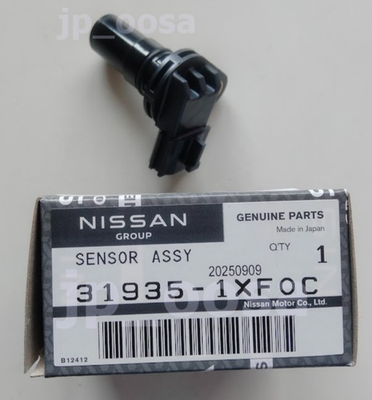 jp_oosa
NISSAN
GROUP
GENUINE PARTS
Made in Japan
SENSOR ASSY
Q'TY 1
20250909
31935-1XF0C
Nissan Motor Co., Ltd.
B12412